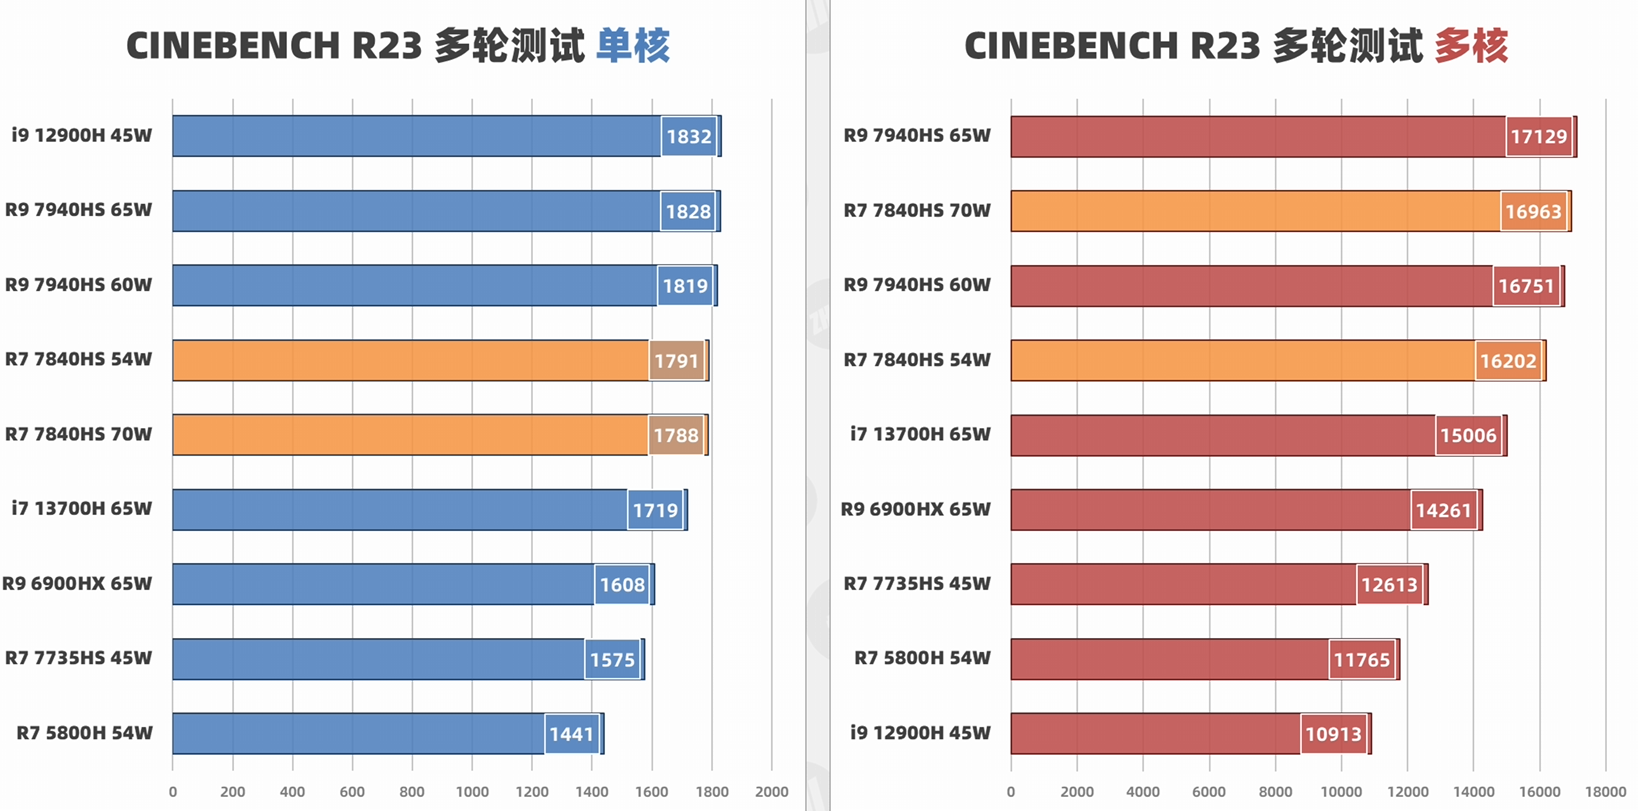 CINEBENCH R23 多轮测试 单核
i9 12900H 45W 1832
R9 7940HS 65W 1828
R9 7940HS 60W 1819
R7 7840HS 54W 1791
R7 7840HS 70W 1788
i7 13700H 65W 1719
R9 6900HX 65W 1608
R7 7735HS 45W 1575
R7 5800H 54W 1441
0 200 400 600 800 1000 1200 1400 1600 1800 2000
CINEBENCH R23 多轮测试 多核
R9 7940HS 65W 17129
R7 7840HS 70W 16963
R9 7940HS 60W 16751
R7 7840HS 54W 16202
i7 13700H 65W 15006
R9 6900HX 65W 14261
R7 7735HS 45W 12613
R7 5800H 54W 11765
i9 12900H 45W 10913
0 2000 4000 6000 8000 10000 12000 14000 16000 18000